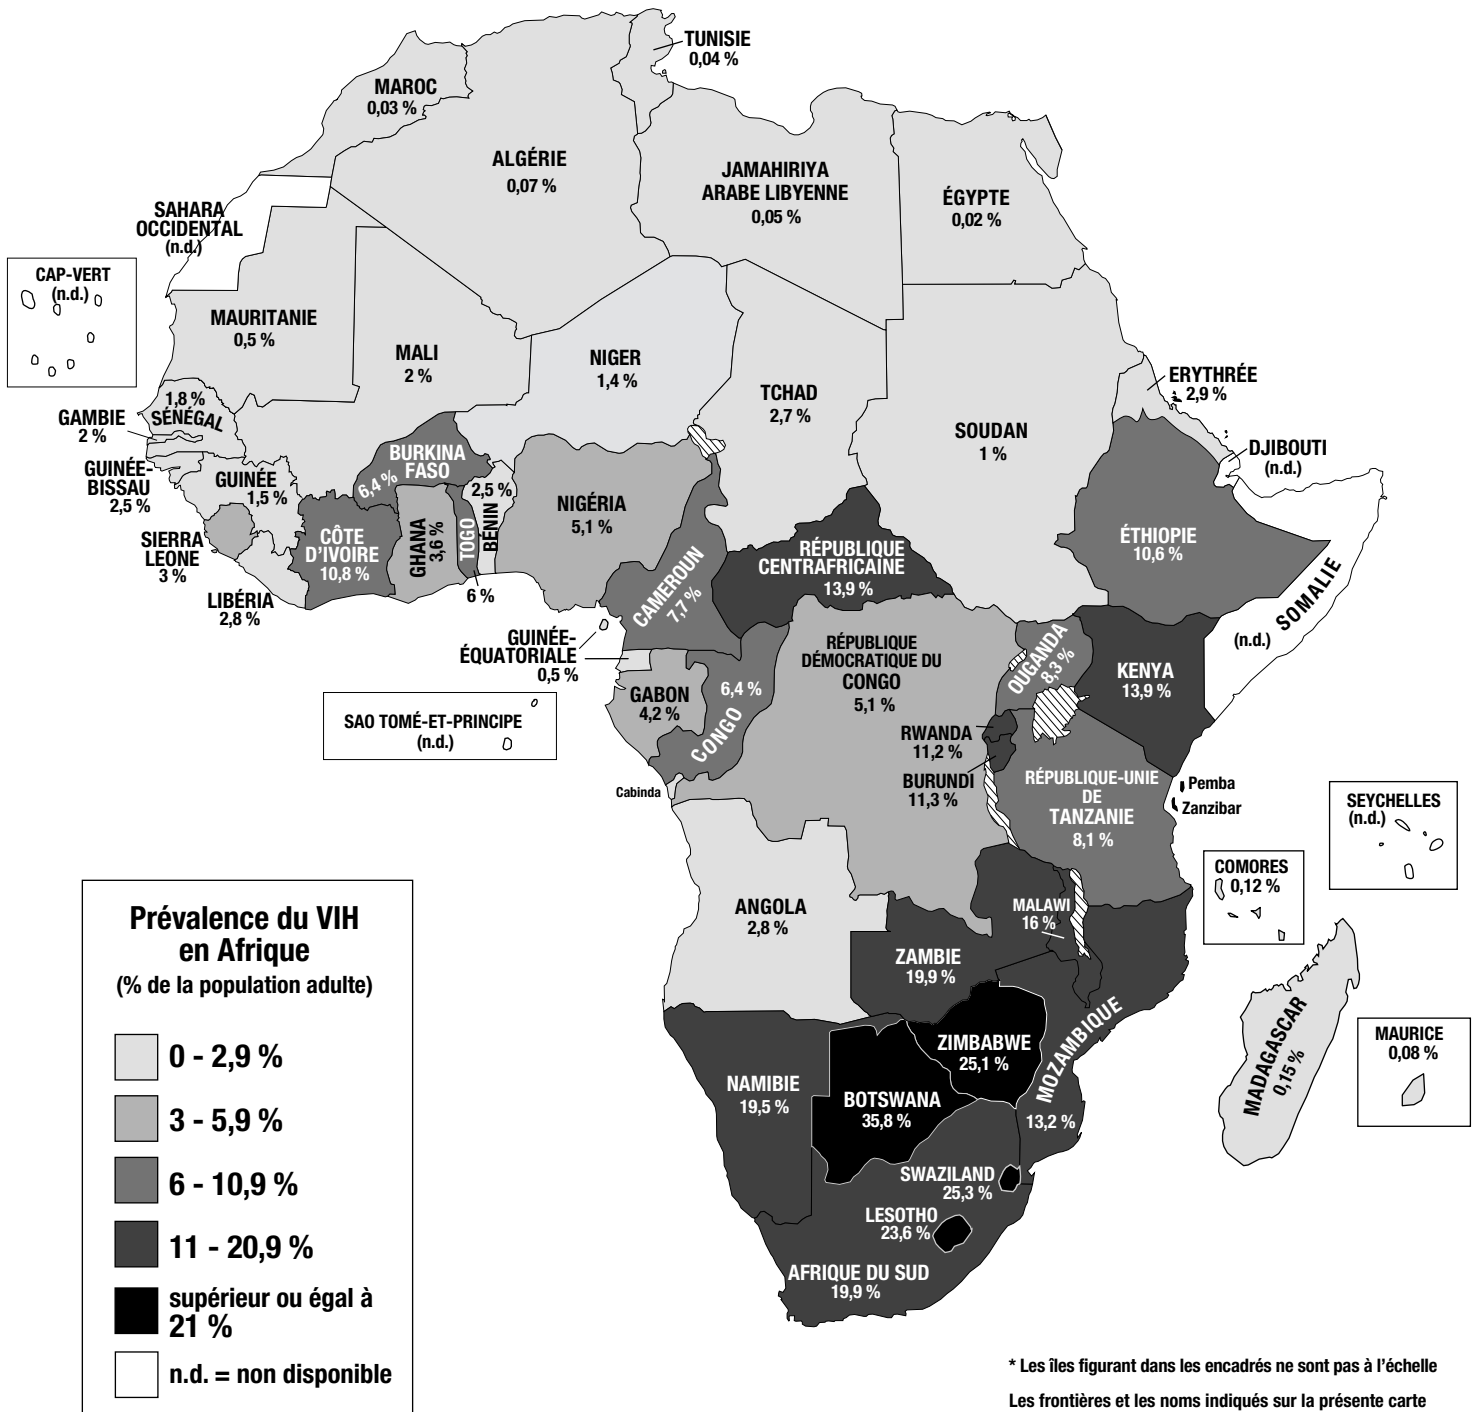 TUNISIE
0,04 %
MAROC
0,03 %
ALGÉRIE
0,07 %
JAMAHIRIYA
ARABE LIBYENNE
0,05 %
ÉGYPTE
0,02 %
SAHARA
OCCIDENTAL
(n.d.)
CAP-VERT
(n.d.)
MAURITANIE
0,5 %
MALI
2 %
NIGER
1,4 %
TCHAD
2,7 %
SOUDAN
1 %
ERYTHRÉE
2,9 %
DJIBOUTI
(n.d.)
1,8 %
SÉNÉGAL
GAMBIE
2 %
GUINÉE-
BISSAU
2,5 %
GUINÉE
1,5 %
SIERRA
LEONE
3 %
LIBÉRIA
2,8 %
CÔTE
D'IVOIRE
10,8 %
BURKINA
FASO
6,4 %
GHANA
3,6 %
TOGO
6 %
2,5 %
BENIN
NIGÉRIA
5,1 %
CAMEROUN
7,7 %
RÉPUBLIQUE
CENTRAFRICAINE
13,9 %
ÉTHIOPIE
10,6 %
SOMALIE
(n.d.)
GUINÉE-
ÉQUATORIALE
0,5 %
SAO TOMÉ-ET-PRINCIPE
(n.d.)
GABON
4,2 %
6,4 %
CONGO
RÉPUBLIQUE
DÉMOCRATIQUE DU
CONGO
5,1 %
OUGANDA
8,3 %
KENYA
13,9 %
RWANDA
11,2 %
BURUNDI
11,3 %
RÉPUBLIQUE-UNIE
DE
TANZANIE
8,1 %
Pemba
Zanzibar
Cabinda
SEYCHELLES
(n.d.)
COMORES
0,12 %
ANGOLA
2,8 %
ZAMBIE
19,9 %
MALAWI
16 %
MOZAMBIQUE
13,2 %
ZIMBABWE
25,1 %
NAMIBIE
19,5 %
BOTSWANA
35,8 %
SWAZILAND
25,3 %
LESOTHO
23,6 %
AFRIQUE DU SUD
19,9 %
MADAGASCAR
0,15 %
MAURICE
0,08 %
Prévalence du VIH
en Afrique
(% de la population adulte)
0 - 2,9 %
3 - 5,9 %
6 - 10,9 %
11 - 20,9 %
supérieur ou égal à
21 %
n.d. = non disponible
* Les îles figurant dans les encadrés ne sont pas à l'échelle
Les frontières et les noms indiqués sur la présente carte